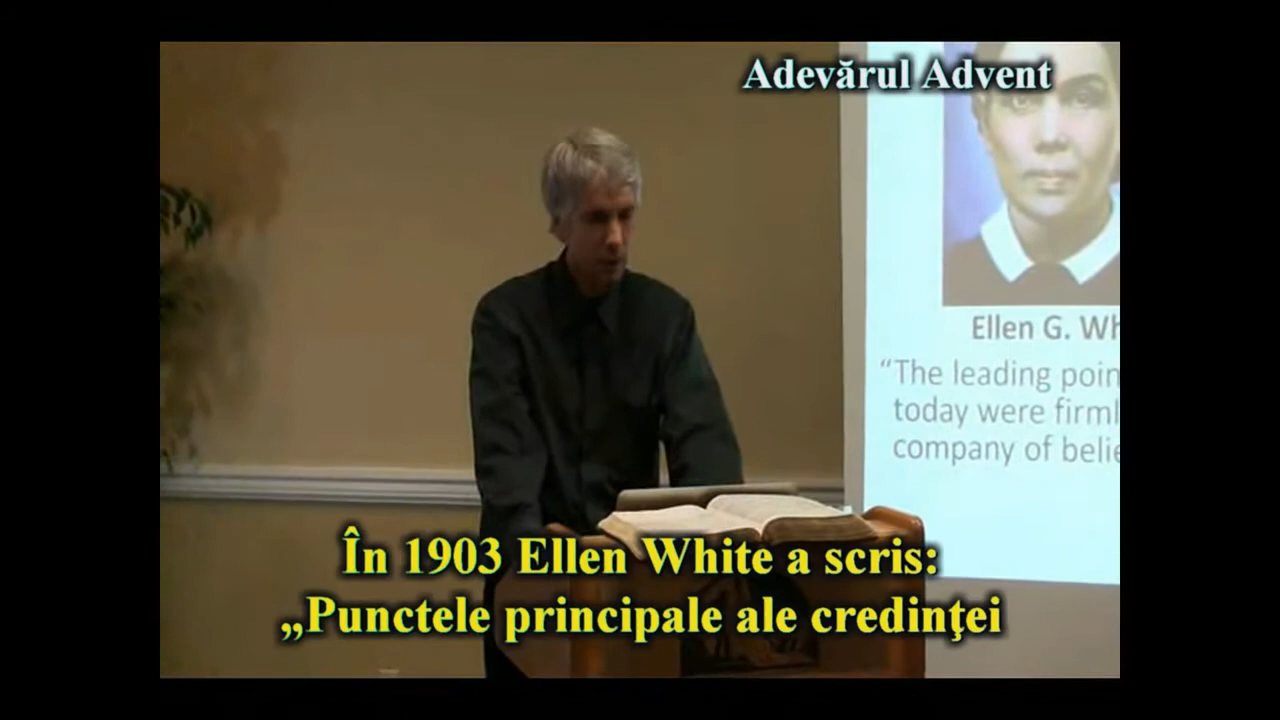 Adevărul Advent
Ellen G. Wh
“The leading poin
today were firml
company of belie
În 1903 Ellen White a scris:
„Punctele principale ale credinţei